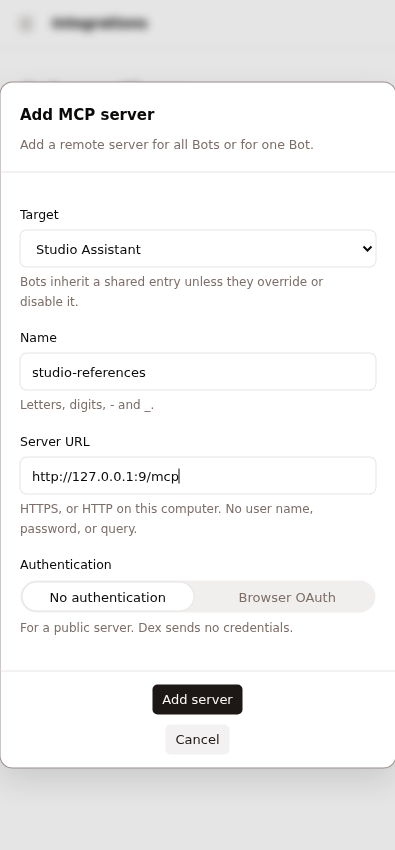 Integrations
Add MCP server
Add a remote server for all Bots or for one Bot.
Target
Studio Assistant
Bots inherit a shared entry unless they override or
disable it.
Name
studio-references
Letters, digits, - and _.
Server URL
http://127.0.0.1:9/mcp
HTTPS, or HTTP on this computer. No user name,
password, or query.
Authentication
No authentication
Browser OAuth
For a public server. Dex sends no credentials.
Add server
Cancel